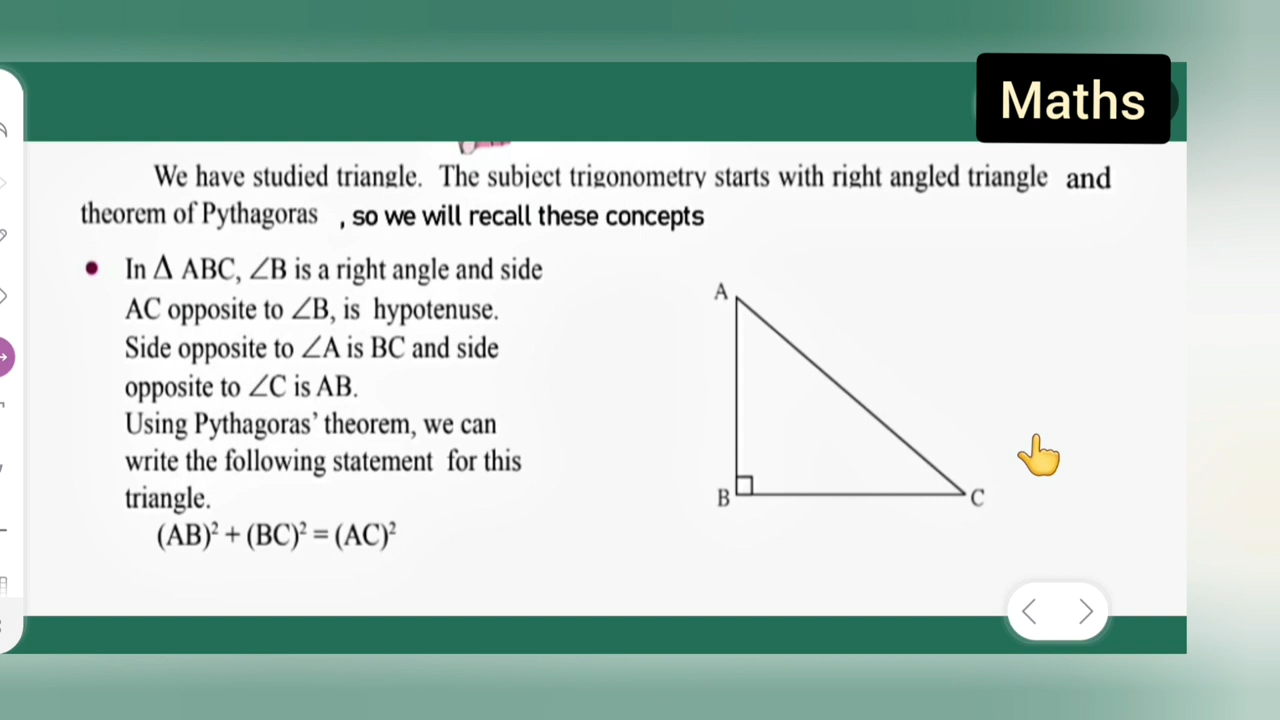 Maths
We have studied triangle. The subject trigonometry starts with right angled triangle and
theorem of Pythagoras , so we will recall these concepts
• In Δ ABC, ∠B is a right angle and side
AC opposite to ∠B, is hypotenuse.
Side opposite to ∠A is BC and side
opposite to ∠C is AB.
Using Pythagoras’ theorem, we can
write the following statement for this
triangle.
(AB)² + (BC)² = (AC)²
A
B
C